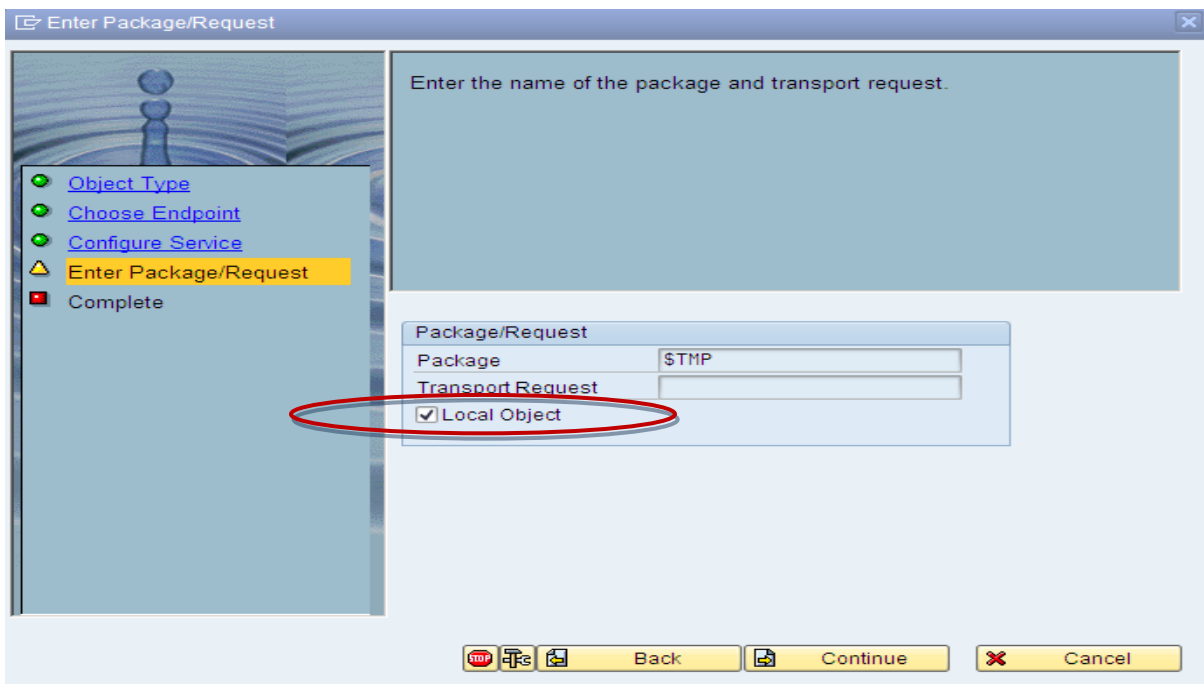 Enter Package/Request
Enter the name of the package and transport request.
Object Type
Choose Endpoint
Configure Service
Enter Package/Request
Complete
Package/Request
Package $TMP
Transport Request
Local Object
STOP
Back Continue Cancel